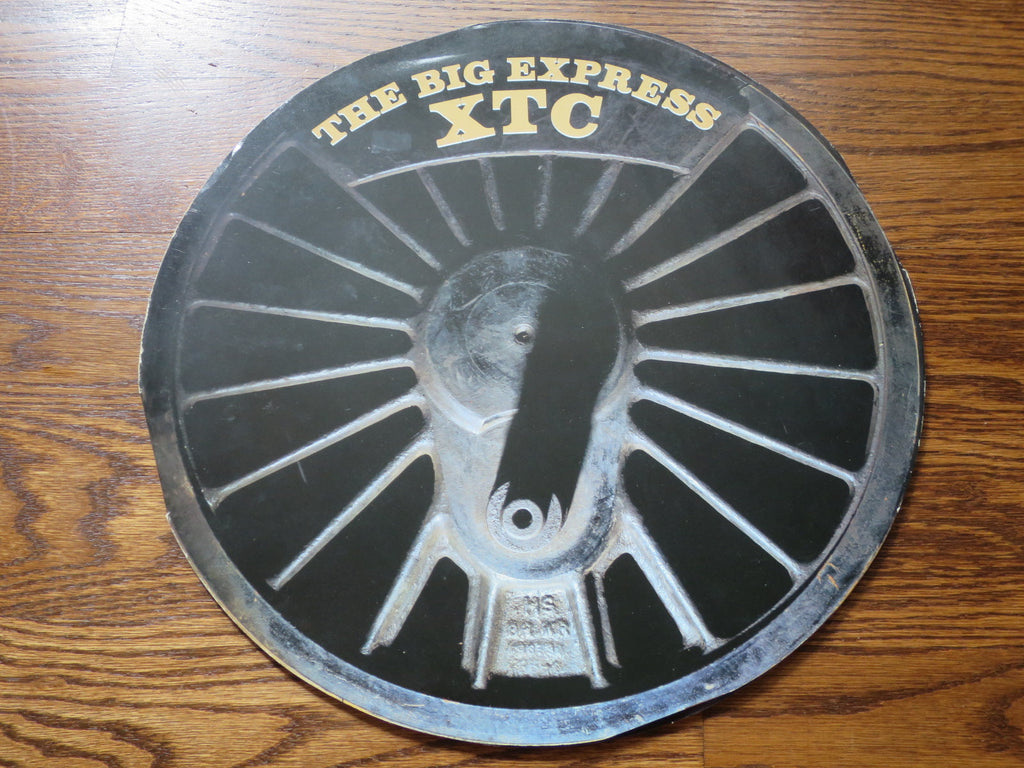 THE BIG EXPRESS
XTC